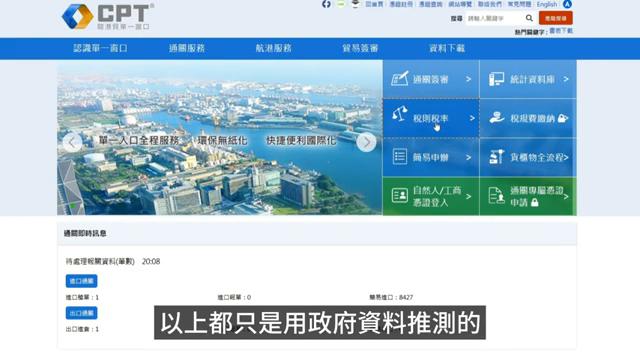 CPT
關港貿單一窗口
回首頁 憑證註冊 憑證查詢 網站導覽 聯絡我們 常見問題 English
搜尋 請輸入關鍵字 進階搜尋
熱門關鍵字: 書表下載
認識單一窗口 通關服務 航港服務 貿易簽審 資料下載
單一入口全程服務 環保無紙化 快捷便利國際化
通關簽審 >
統計資料庫 >
稅則稅率 >
稅規費繳納 >
簡易申辦 >
貨櫃物全流程 >
自然人/工商憑證登入 >
通關專屬憑證申請 >
通關即時訊息
待處理報關資料(筆數) 20:08
進口通關
進口艙單:1 進口報單:0 簡易進口:8427
出口通關
出口進倉:1
以上都只是用政府資料推測的